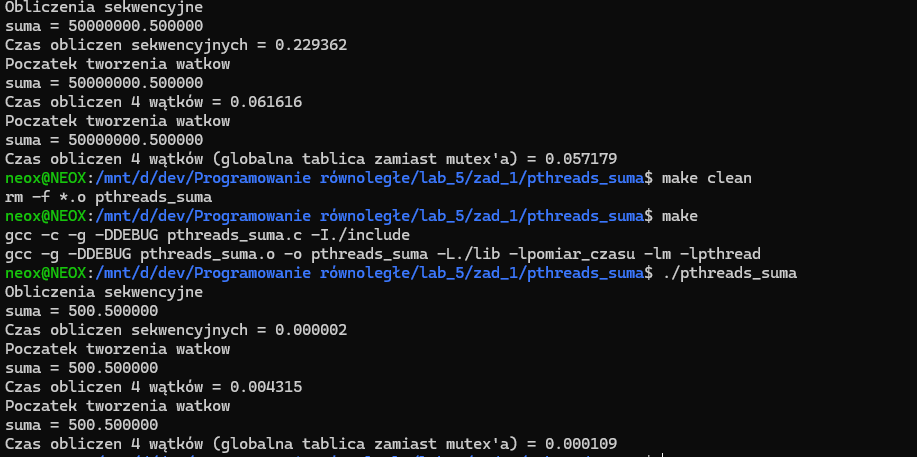 Obliczenia sekwencyjne
suma = 50000000.500000
Czas obliczen sekwencyjnych = 0.229362
Poczatek tworzenia watkow
suma = 50000000.500000
Czas obliczen 4 wątków = 0.061616
Poczatek tworzenia watkow
suma = 50000000.500000
Czas obliczen 4 wątków (globalna tablica zamiast mutex'a) = 0.057179
neox@NEOX:/mnt/d/dev/Programowanie równoległe/lab_5/zad_1/pthreads_suma$ make clean
rm -f *.o pthreads_suma
neox@NEOX:/mnt/d/dev/Programowanie równoległe/lab_5/zad_1/pthreads_suma$ make
gcc -c -g -DDEBUG pthreads_suma.c -I./include
gcc -g -DDEBUG pthreads_suma.o -o pthreads_suma -L./lib -lpomiar_czasu -lm -lpthread
neox@NEOX:/mnt/d/dev/Programowanie równoległe/lab_5/zad_1/pthreads_suma$ ./pthreads_suma
Obliczenia sekwencyjne
suma = 500.500000
Czas obliczen sekwencyjnych = 0.000002
Poczatek tworzenia watkow
suma = 500.500000
Czas obliczen 4 wątków = 0.004315
Poczatek tworzenia watkow
suma = 500.500000
Czas obliczen 4 wątków (globalna tablica zamiast mutex'a) = 0.000109